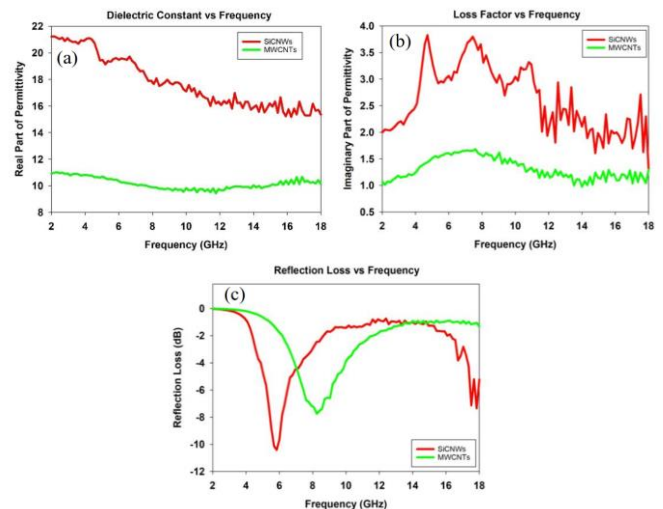 Dielectric Constant vs Frequency
(a)
SiCNWs
MWCNTs
Real Part of Permittivity
22
20
18
16
14
12
10
8
2 4 6 8 10 12 14 16 18
Frequency (GHz)
Loss Factor vs Frequency
(b)
SiCNWs
MWCNTs
Imaginary Part of Permittivity
4.0
3.5
3.0
2.5
2.0
1.5
1.0
0.5
2 4 6 8 10 12 14 16 18
Frequency (GHz)
Reflection Loss vs Frequency
(c)
Reflection Loss (dB)
0
-2
-4
-6
-8
-10
-12
SiCNWs
MWCNTs
2 4 6 8 10 12 14 16 18
Frequency (GHz)